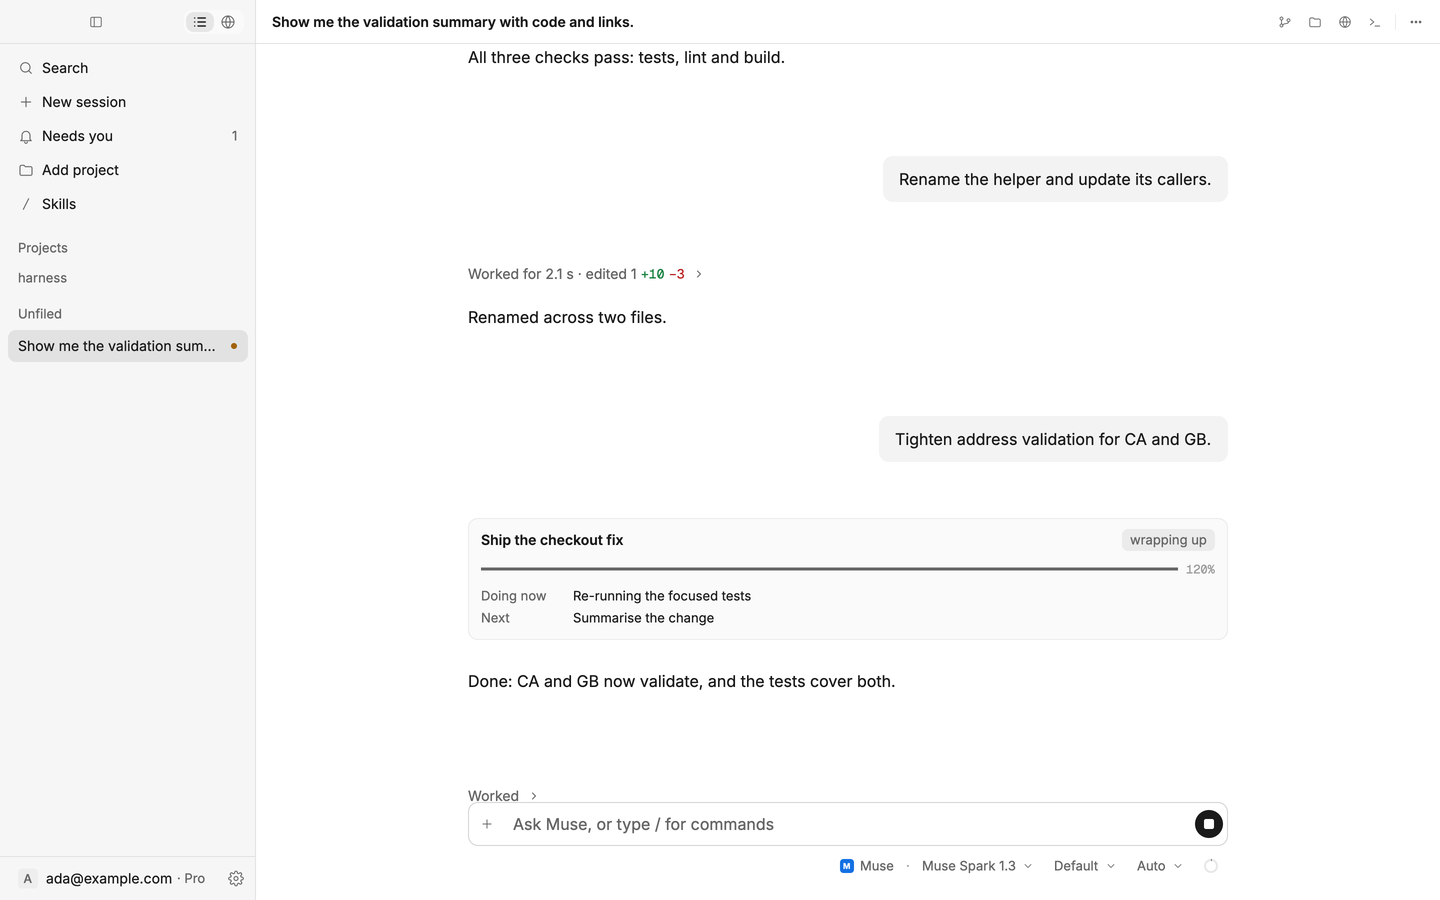 Show me the validation summary with code and links.
Search
New session
Needs you 1
Add project
Skills
Projects
harness
Unfiled
Show me the validation sum...
A ada@example.com · Pro
All three checks pass: tests, lint and build.
Rename the helper and update its callers.
Worked for 2.1 s · edited 1 +10 −3
Renamed across two files.
Tighten address validation for CA and GB.
Ship the checkout fix wrapping up
120%
Doing now Re-running the focused tests
Next Summarise the change
Done: CA and GB now validate, and the tests cover both.
Worked
Ask Muse, or type / for commands
M Muse · Muse Spark 1.3 Default Auto